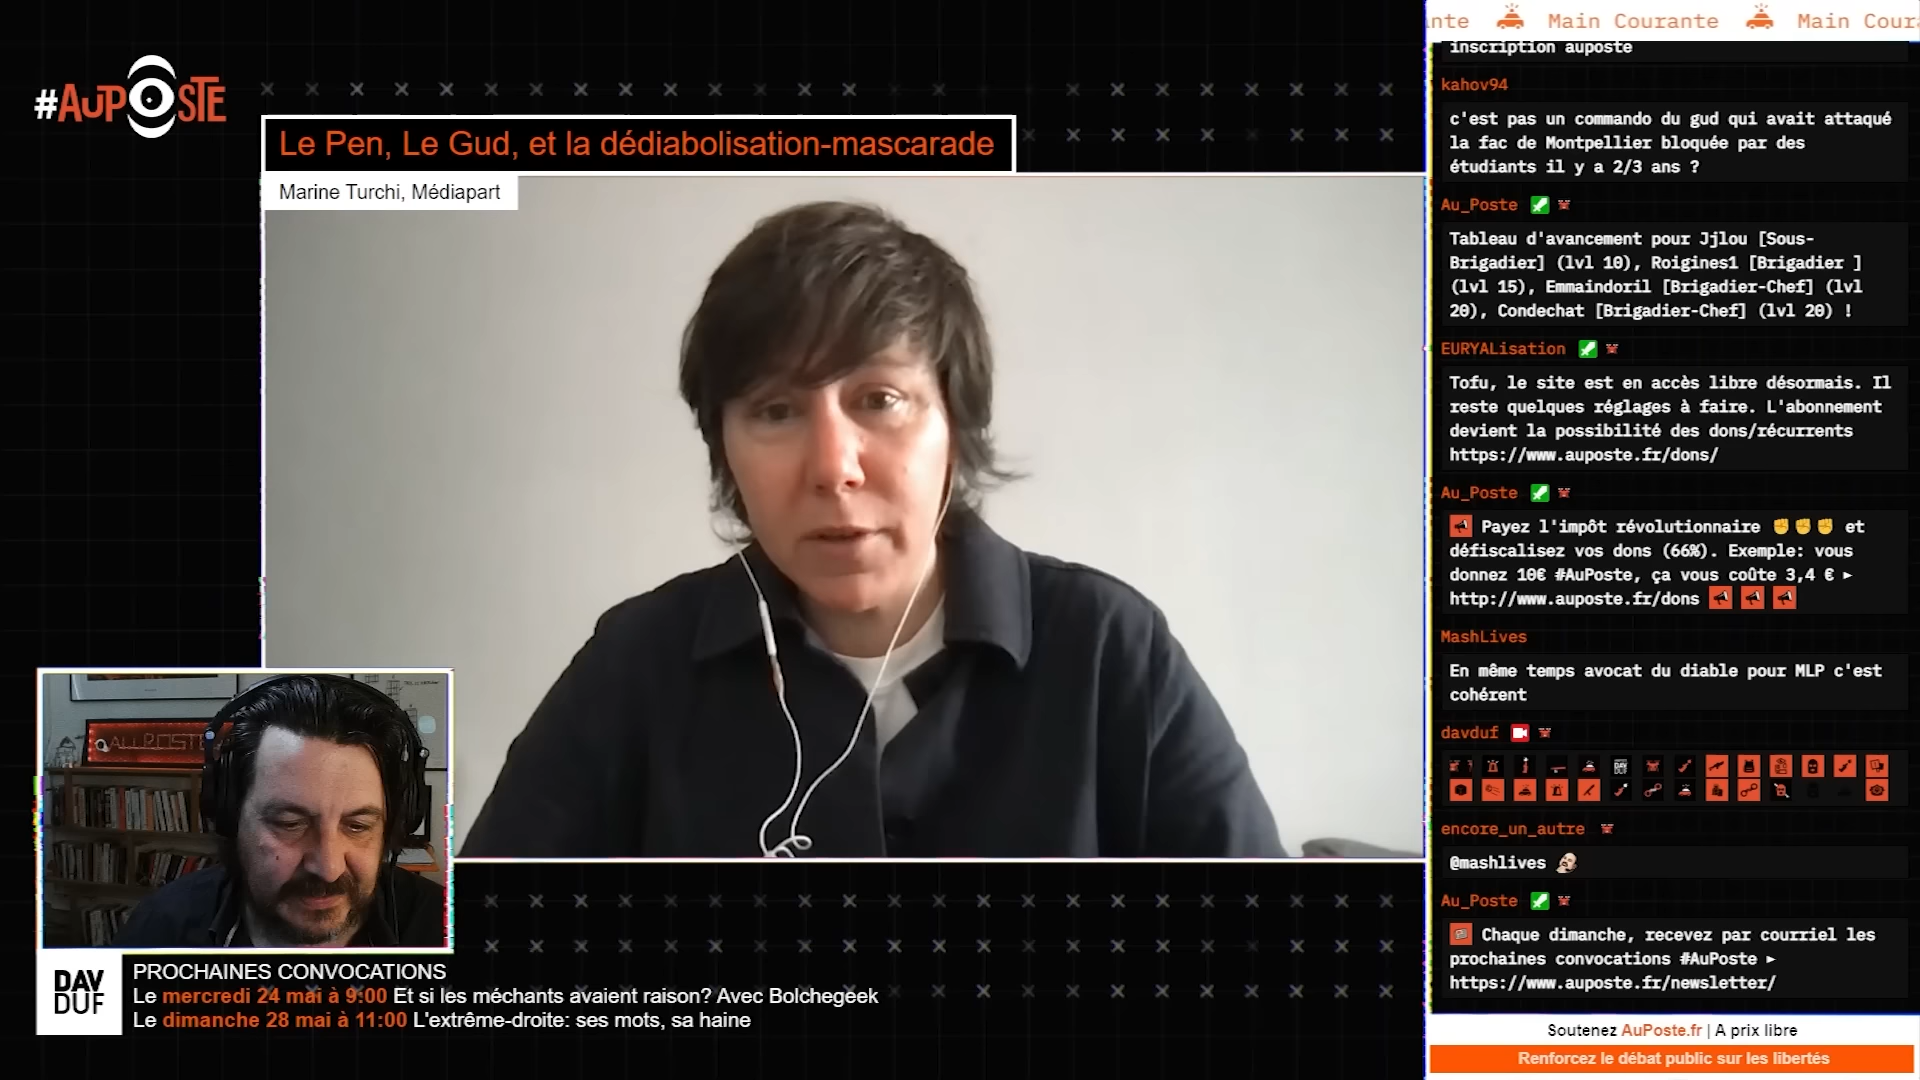 #AUPOSTE
Le Pen, Le Gud, et la dédiabolisation-mascarade
Marine Turchi, Médiapart
AUPOSTE
DAV
DUF
PROCHAINES CONVOCATIONS
Le mercredi 24 mai à 9:00 Et si les méchants avaient raison? Avec Bolchegeek
Le dimanche 28 mai à 11:00 L'extrême-droite: ses mots, sa haine
nte Main Courante Main Cour
inscription auposte
kahov94
c'est pas un commando du gud qui avait attaqué
la fac de Montpellier bloquée par des
étudiants il y a 2/3 ans ?
Au_Poste
Tableau d'avancement pour Jjlou [Sous-
Brigadier] (lvl 10), Roigines1 [Brigadier ]
(lvl 15), Emmaindoril [Brigadier-Chef] (lvl
20), Condechat [Brigadier-Chef] (lvl 20) !
EURYALisation
Tofu, le site est en accès libre désormais. Il
reste quelques réglages à faire. L'abonnement
devient la possibilité des dons/récurrents
https://www.auposte.fr/dons/
Au_Poste
Payez l'impôt révolutionnaire ✊✊✊ et
défiscalisez vos dons (66%). Exemple: vous
donnez 10€ #AuPoste, ça vous coûte 3,4 € ►
http://www.auposte.fr/dons
MashLives
En même temps avocat du diable pour MLP c'est
cohérent
davduf
encore_un_autre
@mashlives
Au_Poste
Chaque dimanche, recevez par courriel les
prochaines convocations #AuPoste ►
https://www.auposte.fr/newsletter/
Soutenez AuPoste.fr | A prix libre
Renforcez le débat public sur les libertés